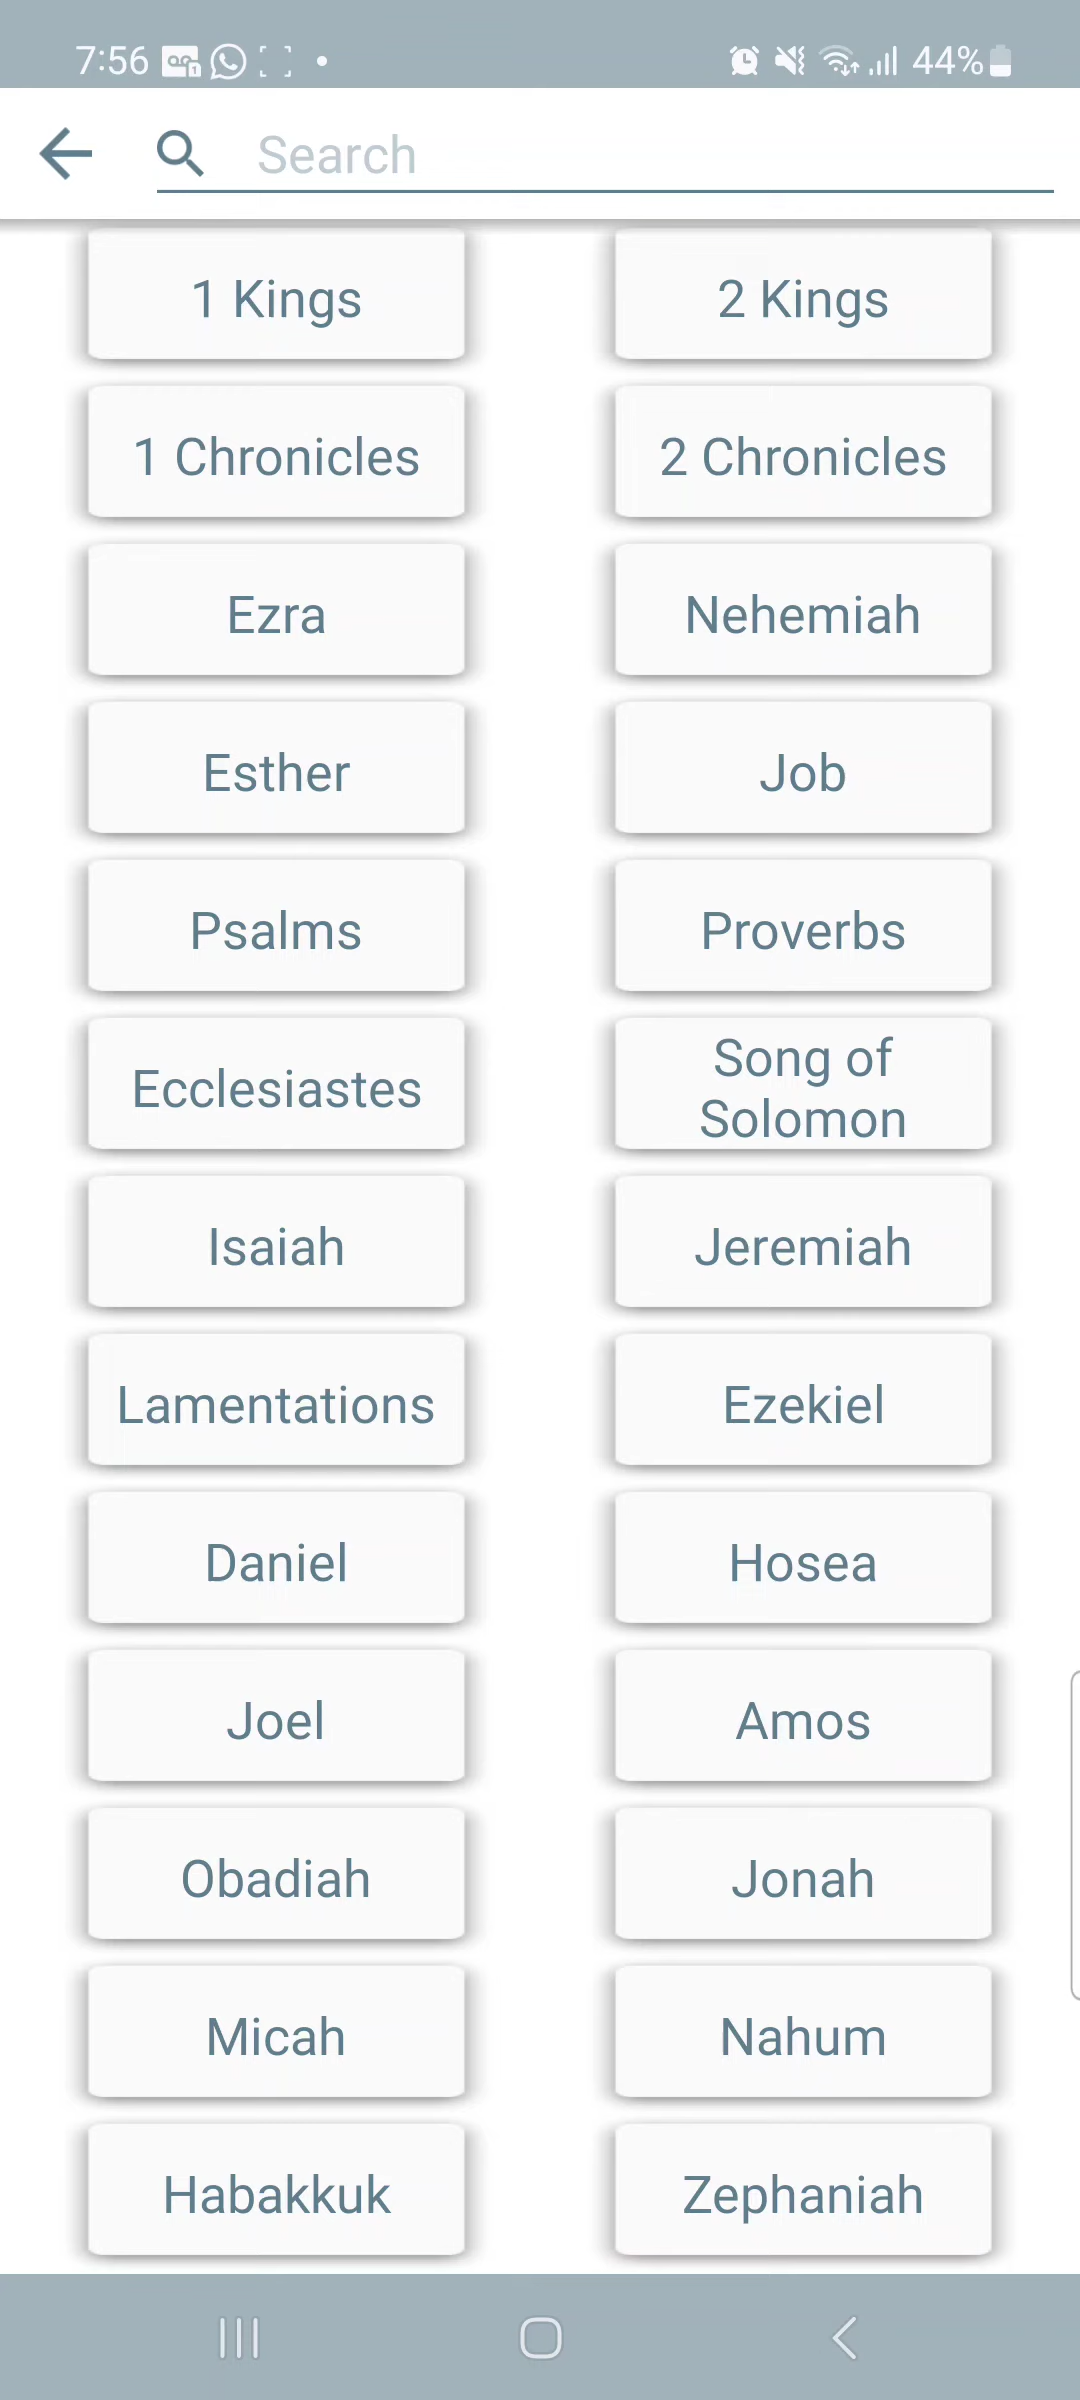 7:56 44%
Search
1 Kings 2 Kings
1 Chronicles 2 Chronicles
Ezra Nehemiah
Esther Job
Psalms Proverbs
Ecclesiastes Song of
Solomon
Isaiah Jeremiah
Lamentations Ezekiel
Daniel Hosea
Joel Amos
Obadiah Jonah
Micah Nahum
Habakkuk Zephaniah